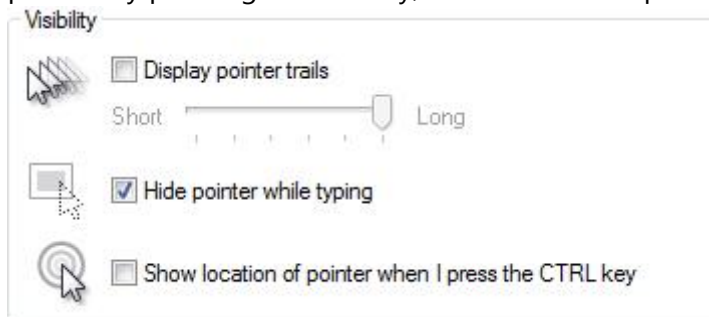 Visibility
Display pointer trails
Short Long
Hide pointer while typing
Show location of pointer when I press the CTRL key